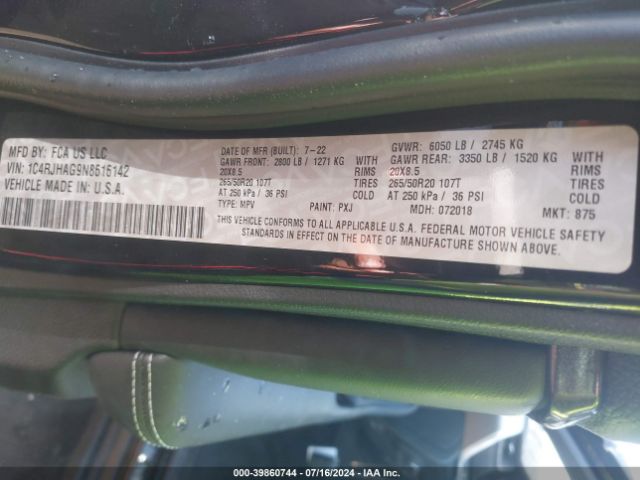 MFD BY: FCA US LLC DATE OF MFR (BUILT): 7-22 GVWR: 6050 LB / 2745 KG
VIN: 1C4RJHAG9N8616142 GAWR FRONT: 2800 LB / 1271 KG WITH GAWR REAR: 3350 LB / 1520 KG WITH
VEHICLE MADE IN U.S.A. 20X8.5 RIMS 20X8.5 RIMS
265/50R20 107T TIRES 265/50R20 107T TIRES
AT 250 kPa / 36 PSI COLD AT 250 kPa / 36 PSI COLD
TYPE: MPV PAINT: PXJ MDH: 072018 MKT: 875
THIS VEHICLE CONFORMS TO ALL APPLICABLE U.S.A. FEDERAL MOTOR VEHICLE SAFETY
STANDARDS IN EFFECT ON THE DATE OF MANUFACTURE SHOWN ABOVE.
000-39860744 / 07/16/2024 / IAA Inc.